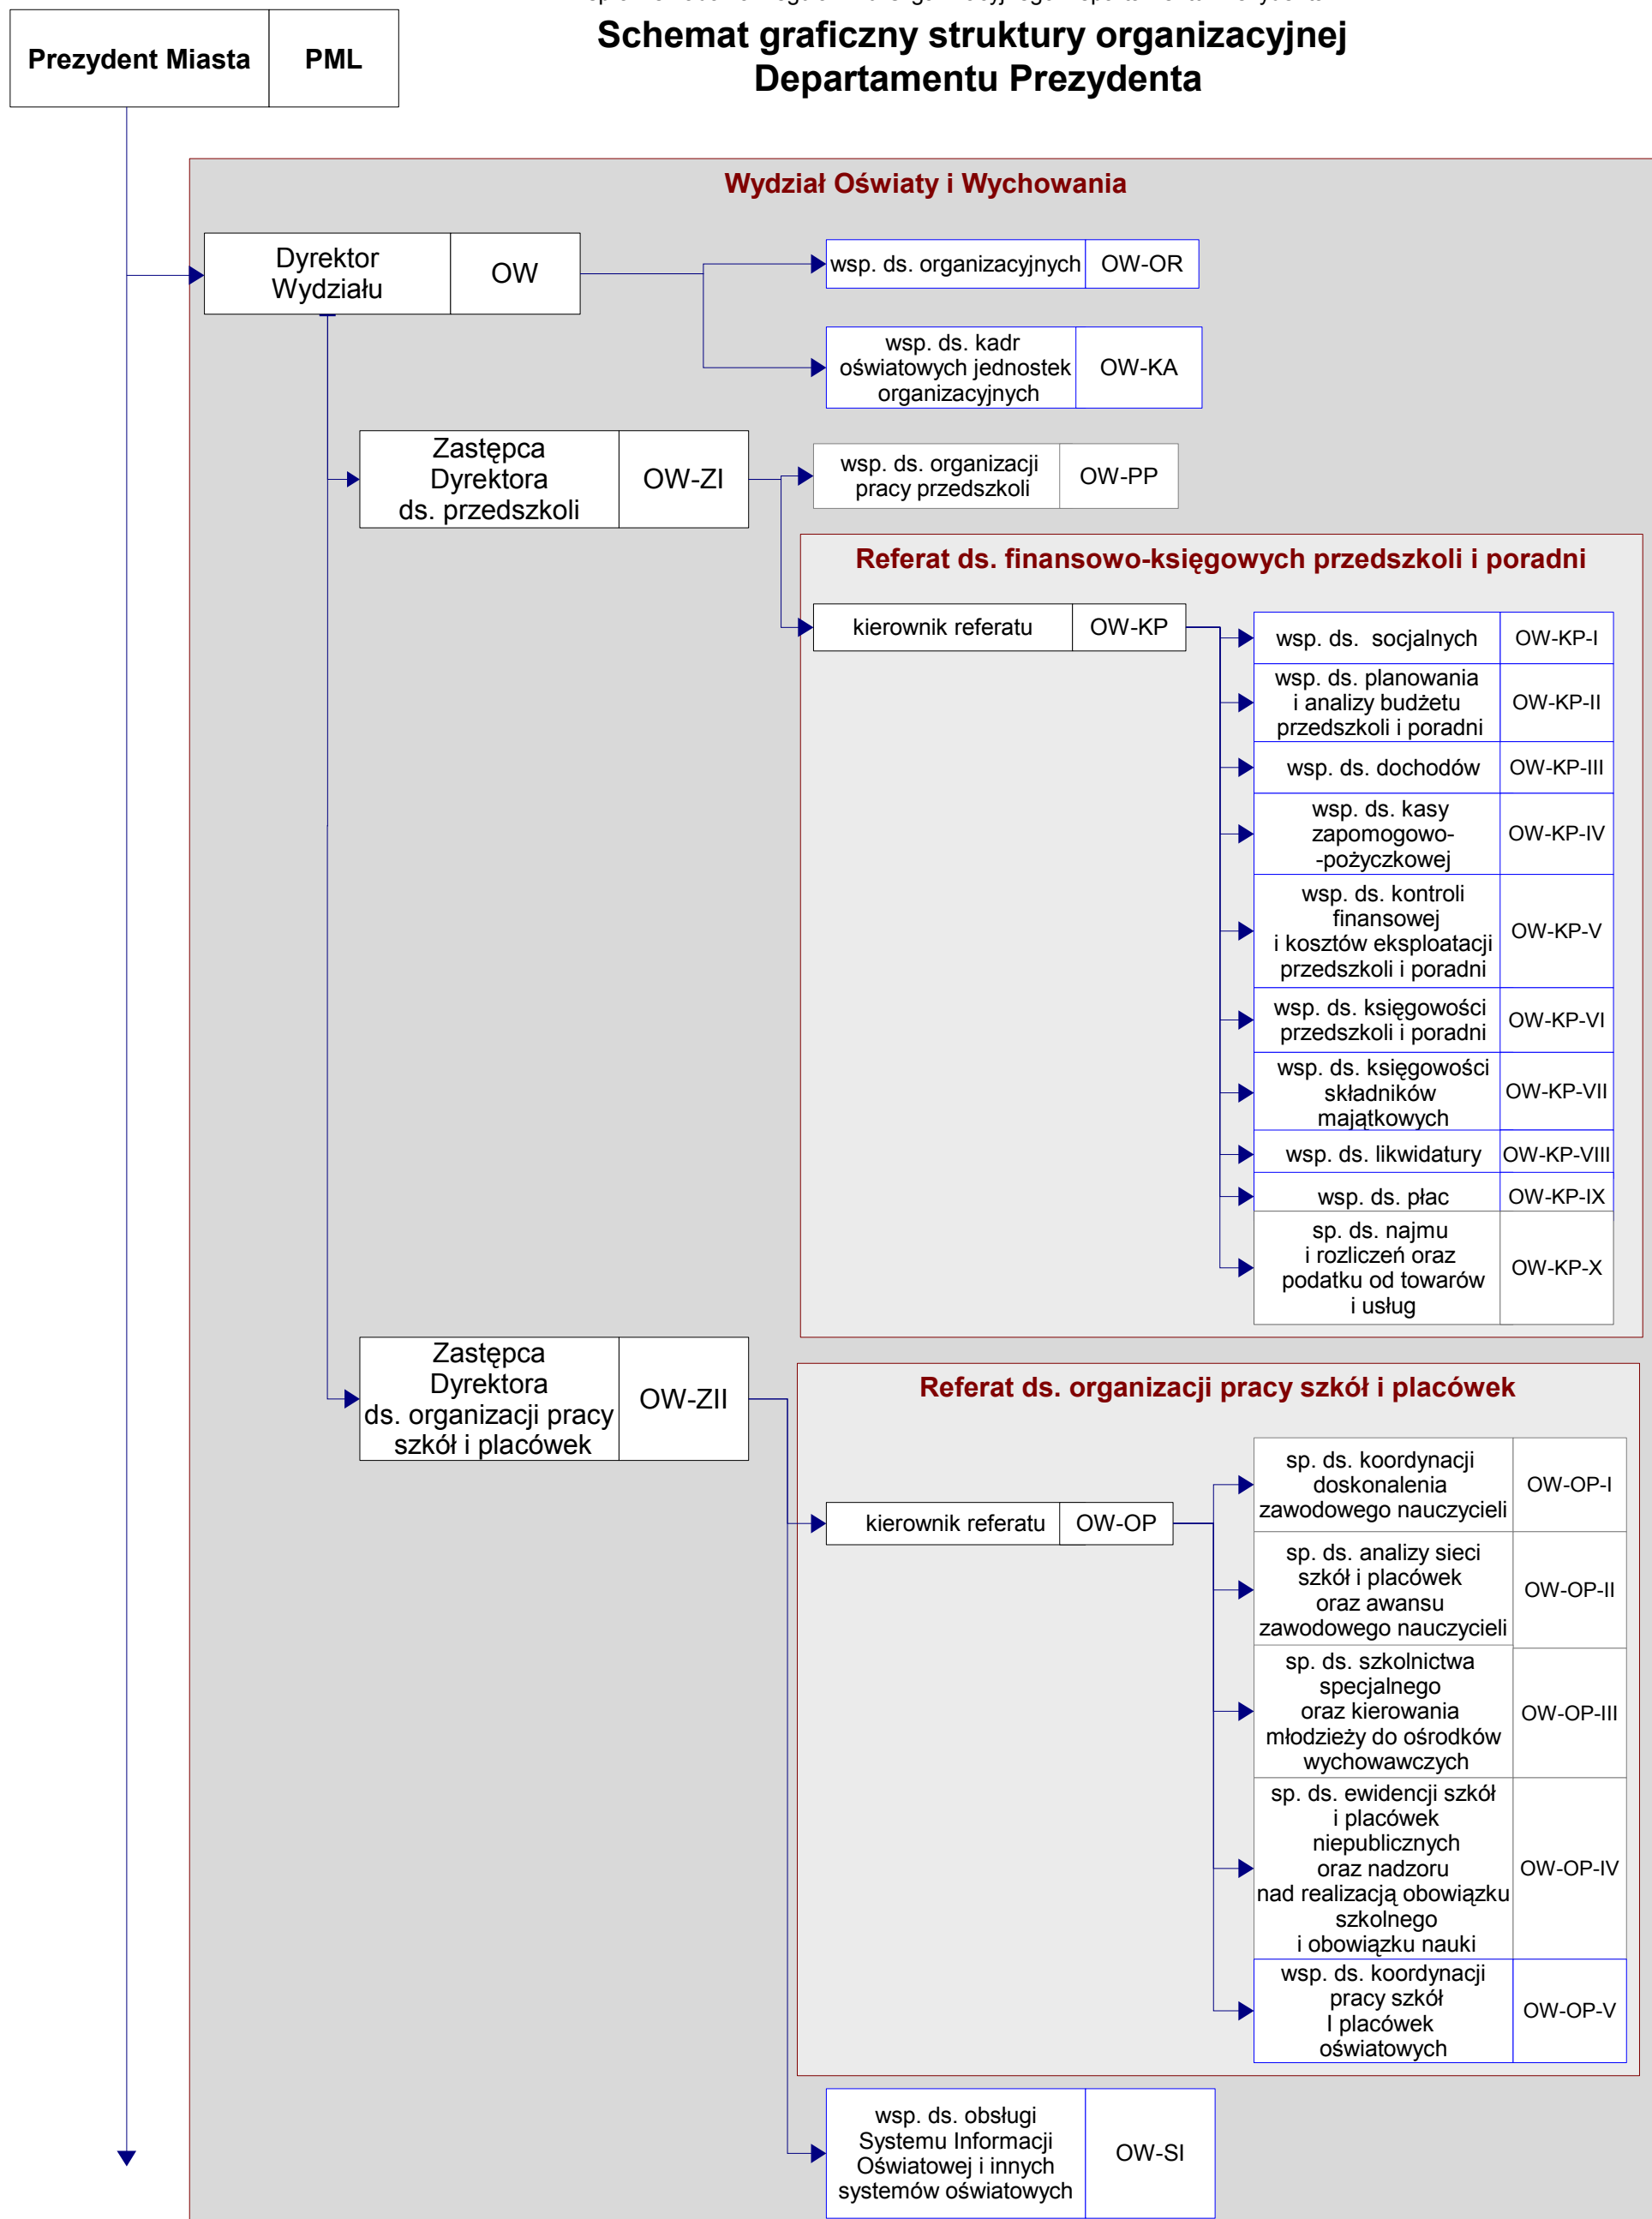 Schemat graficzny struktury organizacyjnej
Departamentu Prezydenta
Prezydent Miasta PML
Wydział Oświaty i Wychowania
Dyrektor
Wydziału
OW
wsp. ds. organizacyjnych OW-OR
wsp. ds. kadr
oświatowych jednostek
organizacyjnych
OW-KA
Zastępca
Dyrektora
ds. przedszkoli
OW-ZI
wsp. ds. organizacji
pracy przedszkoli
OW-PP
Referat ds. finansowo-księgowych przedszkoli i poradni
kierownik referatu OW-KP
wsp. ds. socjalnych OW-KP-I
wsp. ds. planowania
i analizy budżetu
przedszkoli i poradni
OW-KP-II
wsp. ds. dochodów OW-KP-III
wsp. ds. kasy
zapomogowo-
-pożyczkowej
OW-KP-IV
wsp. ds. kontroli
finansowej
i kosztów eksploatacji
przedszkoli i poradni
OW-KP-V
wsp. ds. księgowości
przedszkoli i poradni
OW-KP-VI
wsp. ds. księgowości
składników
majątkowych
OW-KP-VII
wsp. ds. likwidatury OW-KP-VIII
wsp. ds. płac OW-KP-IX
sp. ds. najmu
i rozliczeń oraz
podatku od towarów
i usług
OW-KP-X
Zastępca
Dyrektora
ds. organizacji pracy
szkół i placówek
OW-ZII
Referat ds. organizacji pracy szkół i placówek
kierownik referatu OW-OP
sp. ds. koordynacji
doskonalenia
zawodowego nauczycieli
OW-OP-I
sp. ds. analizy sieci
szkół i placówek
oraz awansu
zawodowego nauczycieli
OW-OP-II
sp. ds. szkolnictwa
specjalnego
oraz kierowania
młodzieży do ośrodków
wychowawczych
OW-OP-III
sp. ds. ewidencji szkół
i placówek
niepublicznych
oraz nadzoru
nad realizacją obowiązku
szkolnego
i obowiązku nauki
OW-OP-IV
wsp. ds. koordynacji
pracy szkół
I placówek
oświatowych
OW-OP-V
wsp. ds. obsługi
Systemu Informacji
Oświatowej i innych
systemów oświatowych
OW-SI